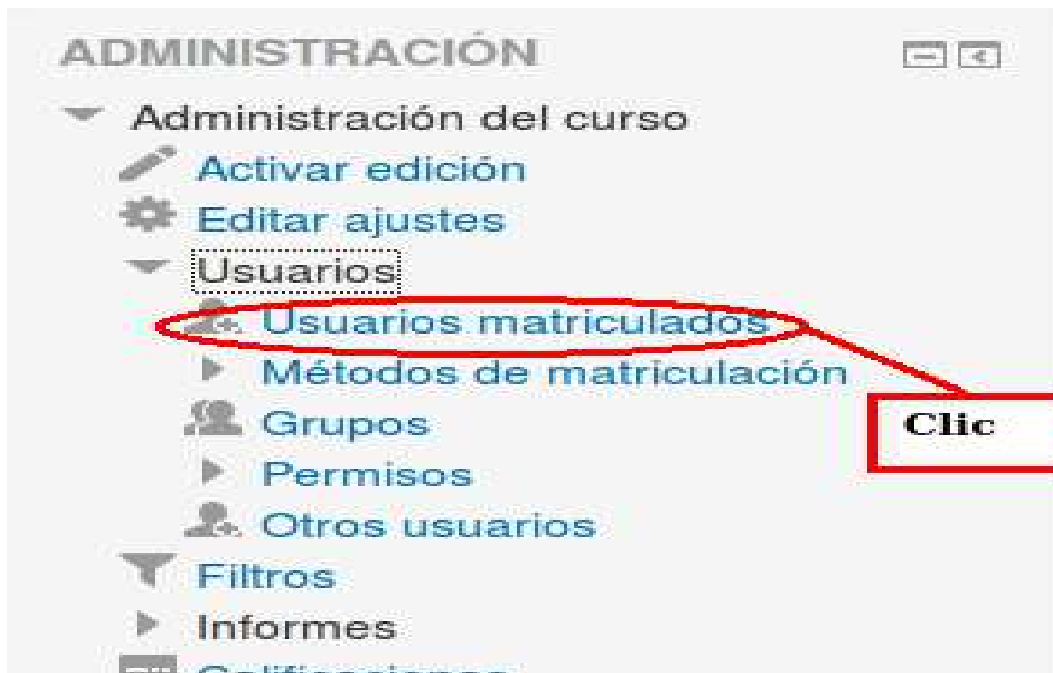 ADMINISTRACIÓN
Administración del curso
Activar edición
Editar ajustes
Usuarios
Usuarios matriculados
Métodos de matriculación
Clic
Grupos
Permisos
Otros usuarios
Filtros
Informes